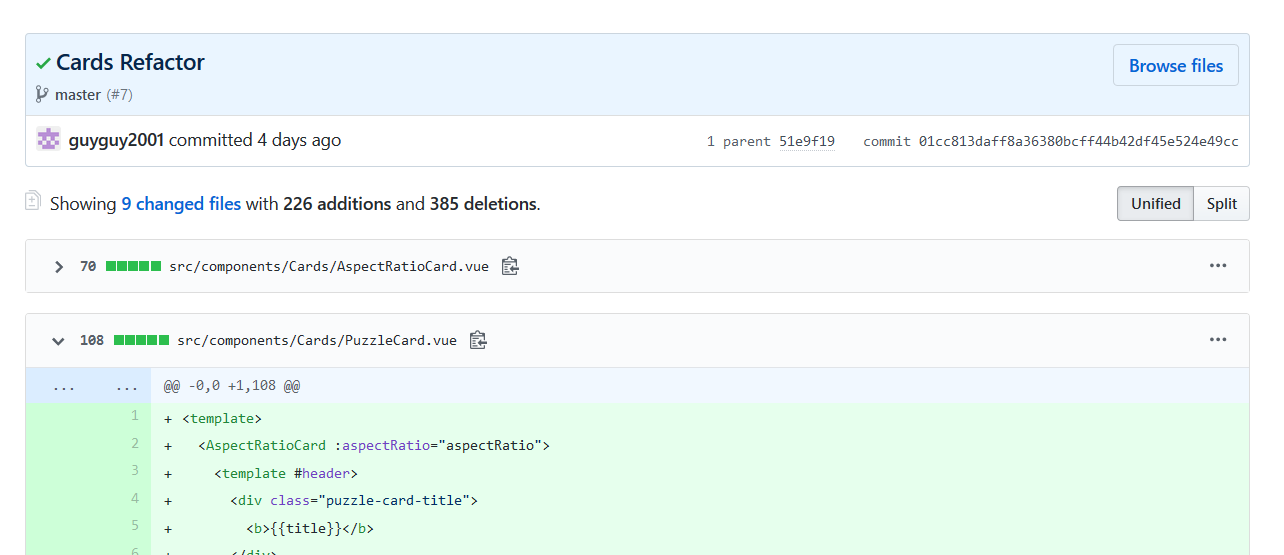 Cards Refactor
Browse files
master (#7)
guyguy2001 committed 4 days ago
1 parent 51e9f19 commit 01cc813daff8a36380bcff44b42df45e524e49cc
Showing 9 changed files with 226 additions and 385 deletions.
Unified Split
70 src/components/Cards/AspectRatioCard.vue
108 src/components/Cards/PuzzleCard.vue
... ... @@ -0,0 +1,108 @@
1 + <template>
2 + <AspectRatioCard :aspectRatio="aspectRatio">
3 + <template #header>
4 + <div class="puzzle-card-title">
5 + <b>{{title}}</b>
6 + </div>